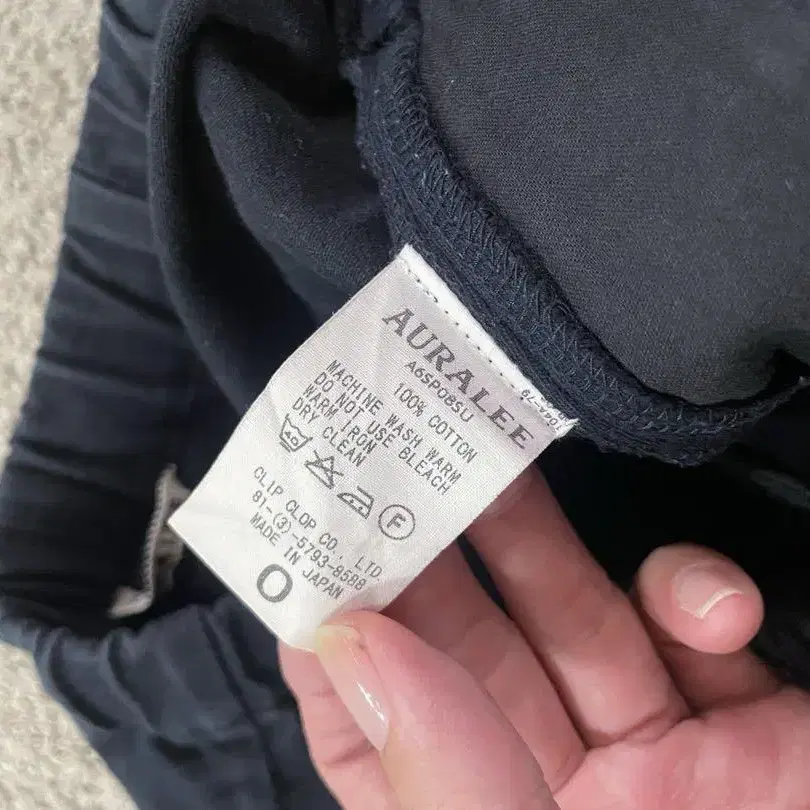 AURALEE
A6SP08SU
100% COTTON
MACHINE WASH WARM
DO NOT USE BLEACH
WARM IRON
DRY CLEAN
40
F
CLIP CLOP CO., LTD.
81-(3)-5793-8588
MADE IN JAPAN
0